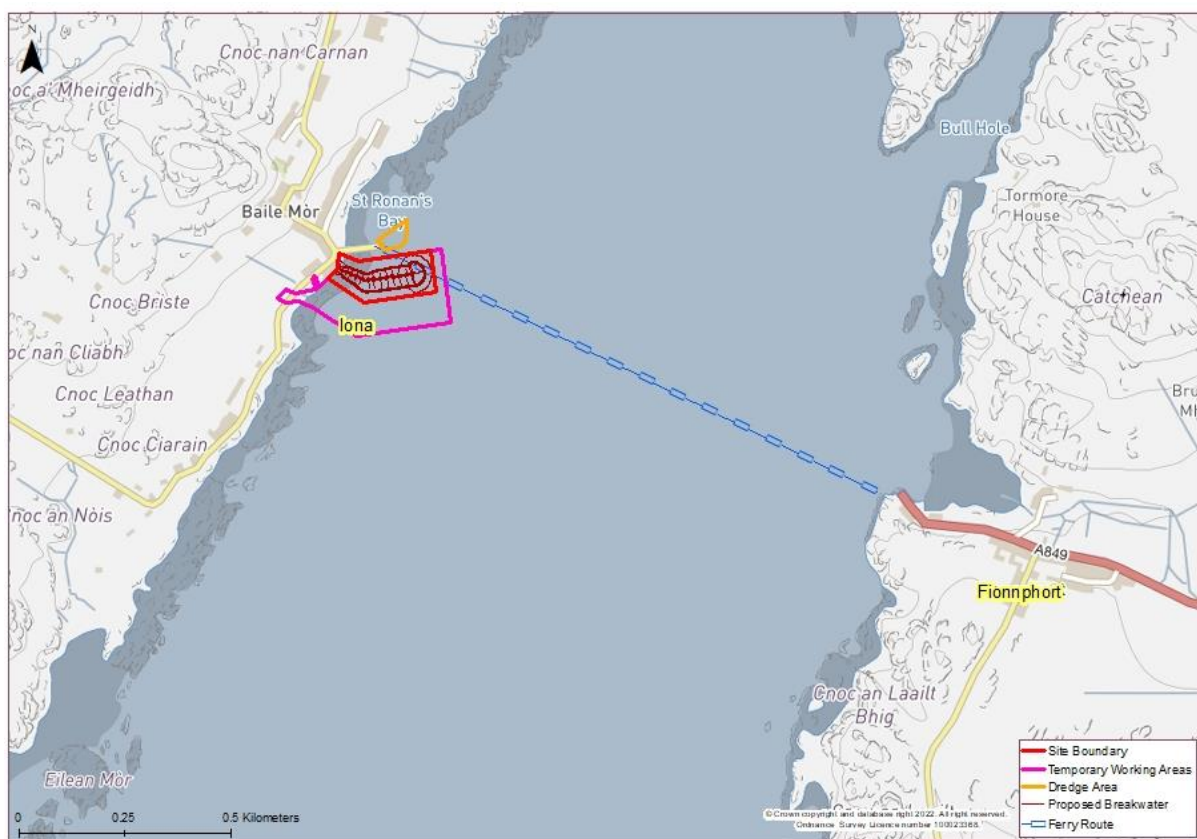 N
Cnoc nan Carnan
oc a' Mheirgeidh
Bull Hole
St Ronan's
Bay
Baile Mòr
Tormore
House
Cnoc Briste
Catchean
Iona
oc nan Cliabh
Cnoc Leathan
Bru
Mh
Cnoc Ciarain
noc an Nòis
A849
Fionnphort
Cnoc an Laailt
Bhig
Eilean Mòr
Site Boundary
Temporary Working Areas
Dredge Area
Proposed Breakwater
Ferry Route
0 0.25 0.5 Kilometers
© Crown copyright and database right 2022. All right reserved.
Ordnance Survey Licence number 100023368.